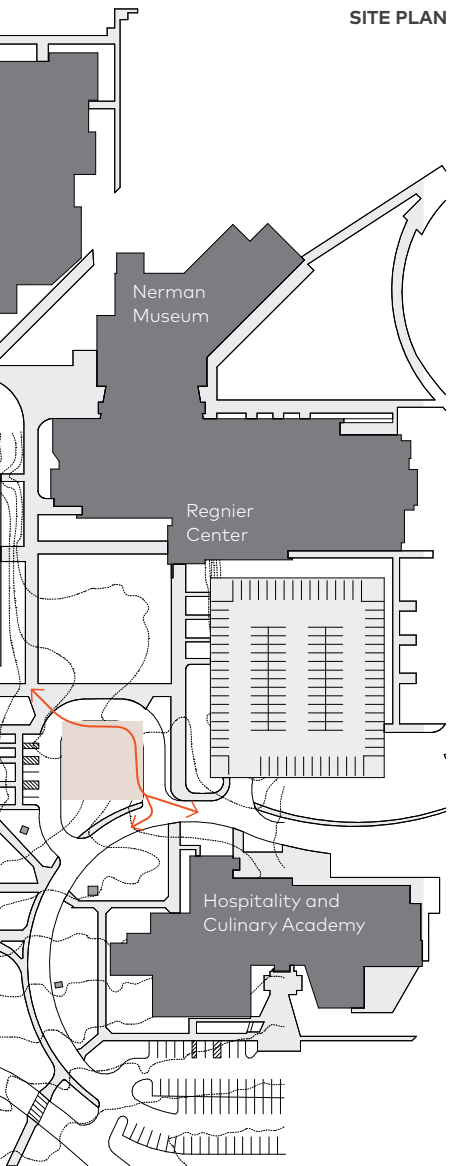 SITE PLAN
Nerman
Museum
Regnier
Center
Hospitality and
Culinary Academy